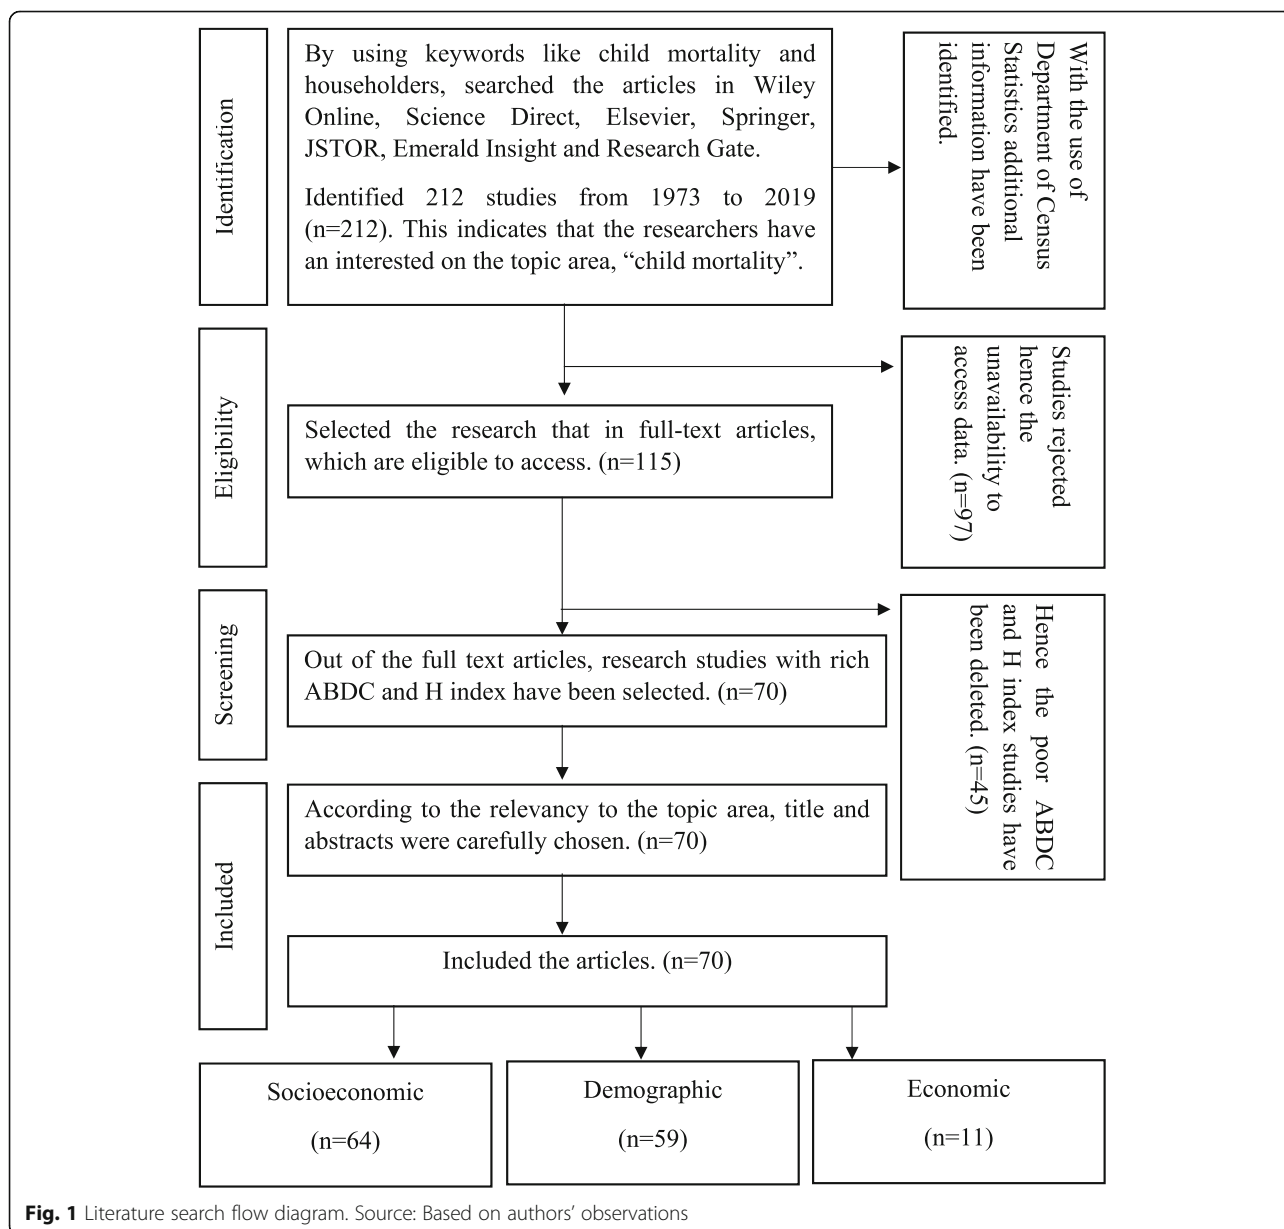 Identification
By using keywords like child mortality and
householders, searched the articles in Wiley
Online, Science Direct, Elsevier, Springer,
JSTOR, Emerald Insight and Research Gate.
Identified 212 studies from 1973 to 2019
(n=212). This indicates that the researchers have
an interested on the topic area, “child mortality”.
With the use of
Department of Census
Statistics additional
information have been
identified.
Eligibility
Selected the research that in full-text articles,
which are eligible to access. (n=115)
Studies rejected
hence the
unavailability to
access data. (n=97)
Screening
Out of the full text articles, research studies with rich
ABDC and H index have been selected. (n=70)
Hence the poor ABDC
and H index studies have
been deleted. (n=45)
Included
According to the relevancy to the topic area, title and
abstracts were carefully chosen. (n=70)
Included the articles. (n=70)
Socioeconomic
(n=64)
Demographic
(n=59)
Economic
(n=11)
Fig. 1 Literature search flow diagram. Source: Based on authors’ observations